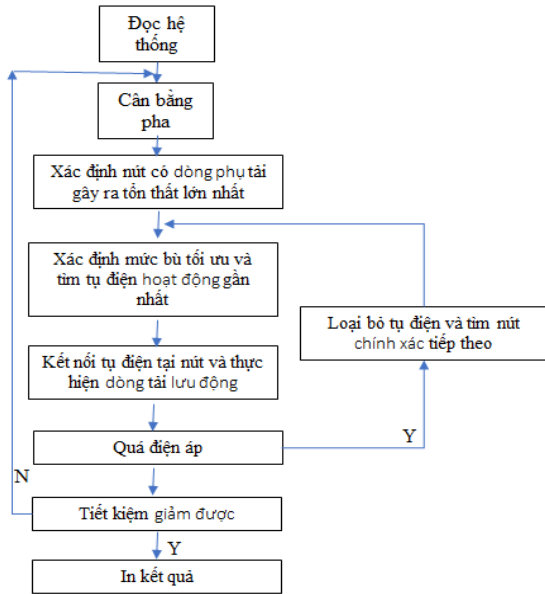 Đọc hệ
thống
Cân bằng
pha
Xác định nút có dòng phụ tải
gây ra tổn thất lớn nhất
Xác định mức bù tối ưu và
tìm tụ điện hoạt động gần
nhất
Loại bỏ tụ điện và tìm nút
chính xác tiếp theo
Kết nối tụ điện tại nút và thực
hiện dòng tải lưu động
Quá điện áp
Y
N
Tiết kiệm giảm được
Y
In kết quả